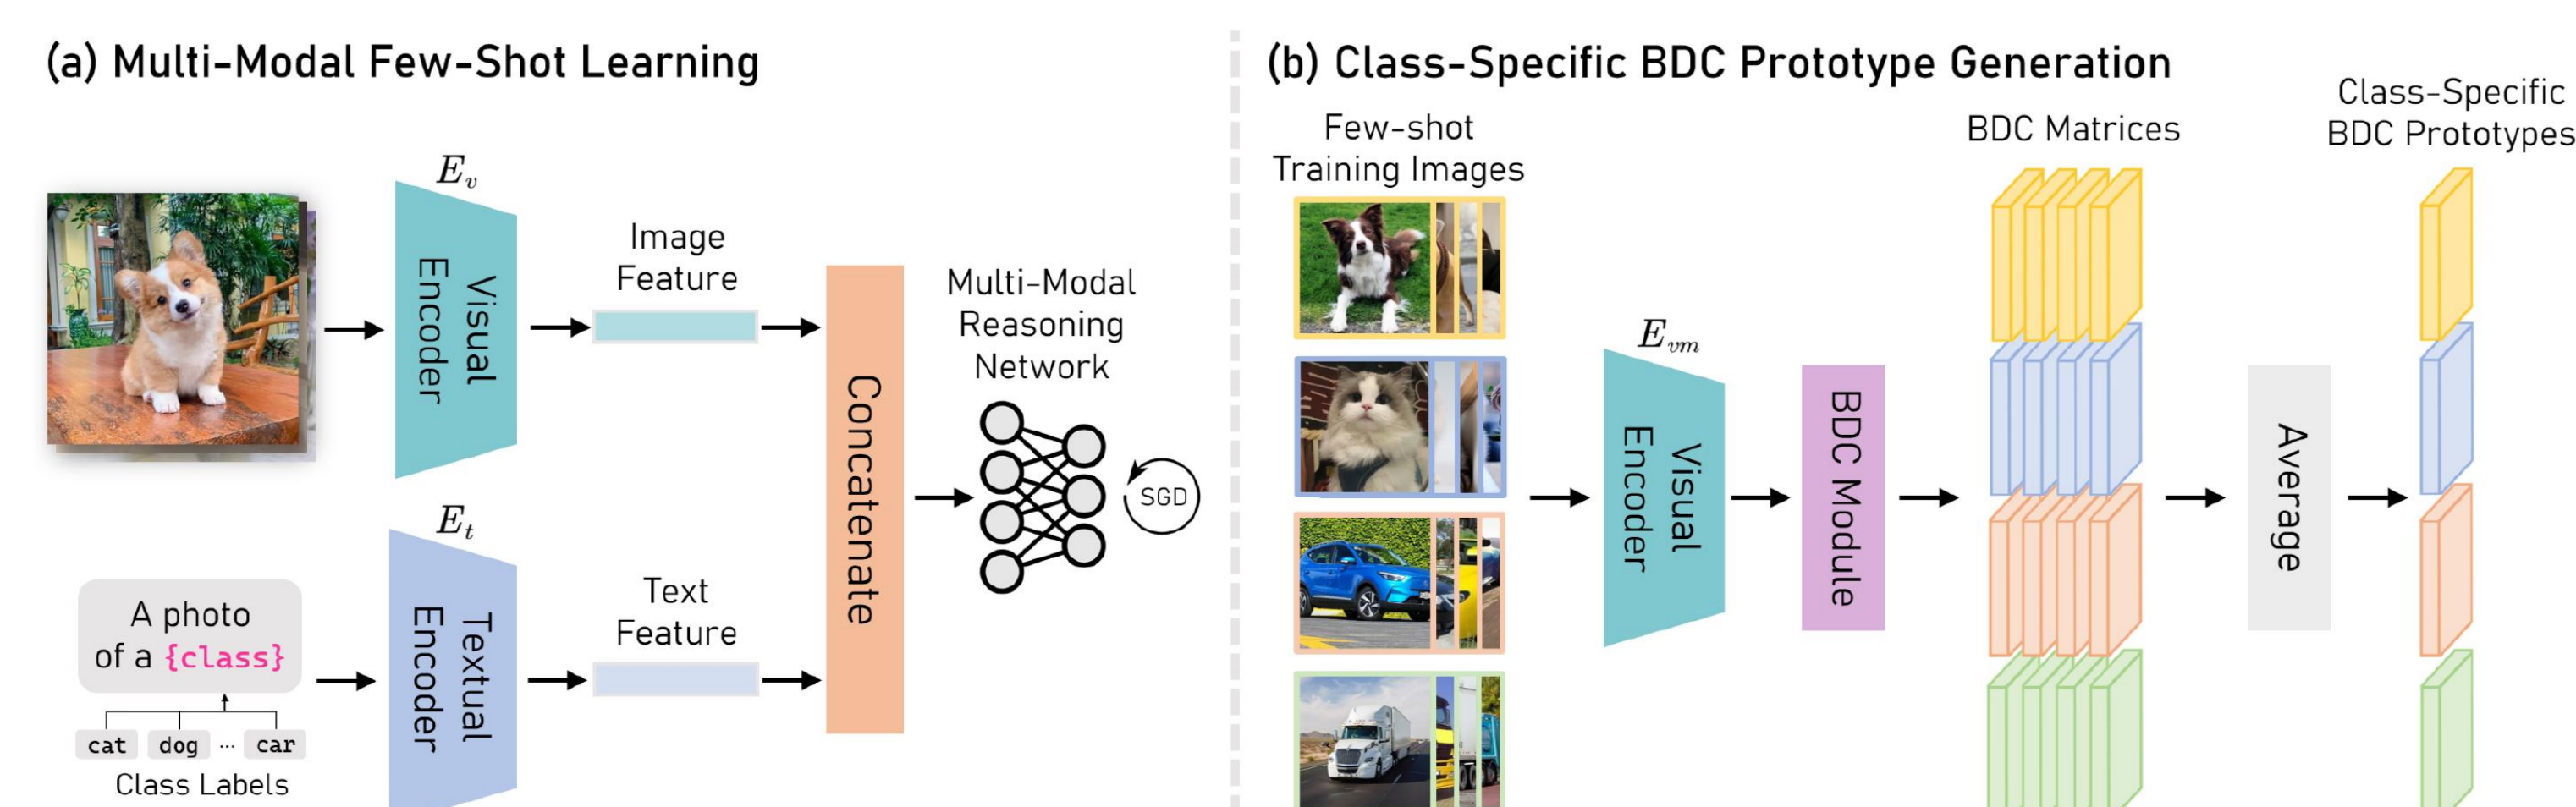 (a) Multi-Modal Few-Shot Learning
E_v
Visual
Encoder
Image
Feature
Concatenate
Multi-Modal
Reasoning
Network
SGD
E_t
A photo
of a {class}
Textual
Encoder
Text
Feature
cat dog ... car
Class Labels
(b) Class-Specific BDC Prototype Generation
Few-shot
Training Images
E_{vm}
Visual
Encoder
BDC Module
BDC Matrices
Average
Class-Specific
BDC Prototypes